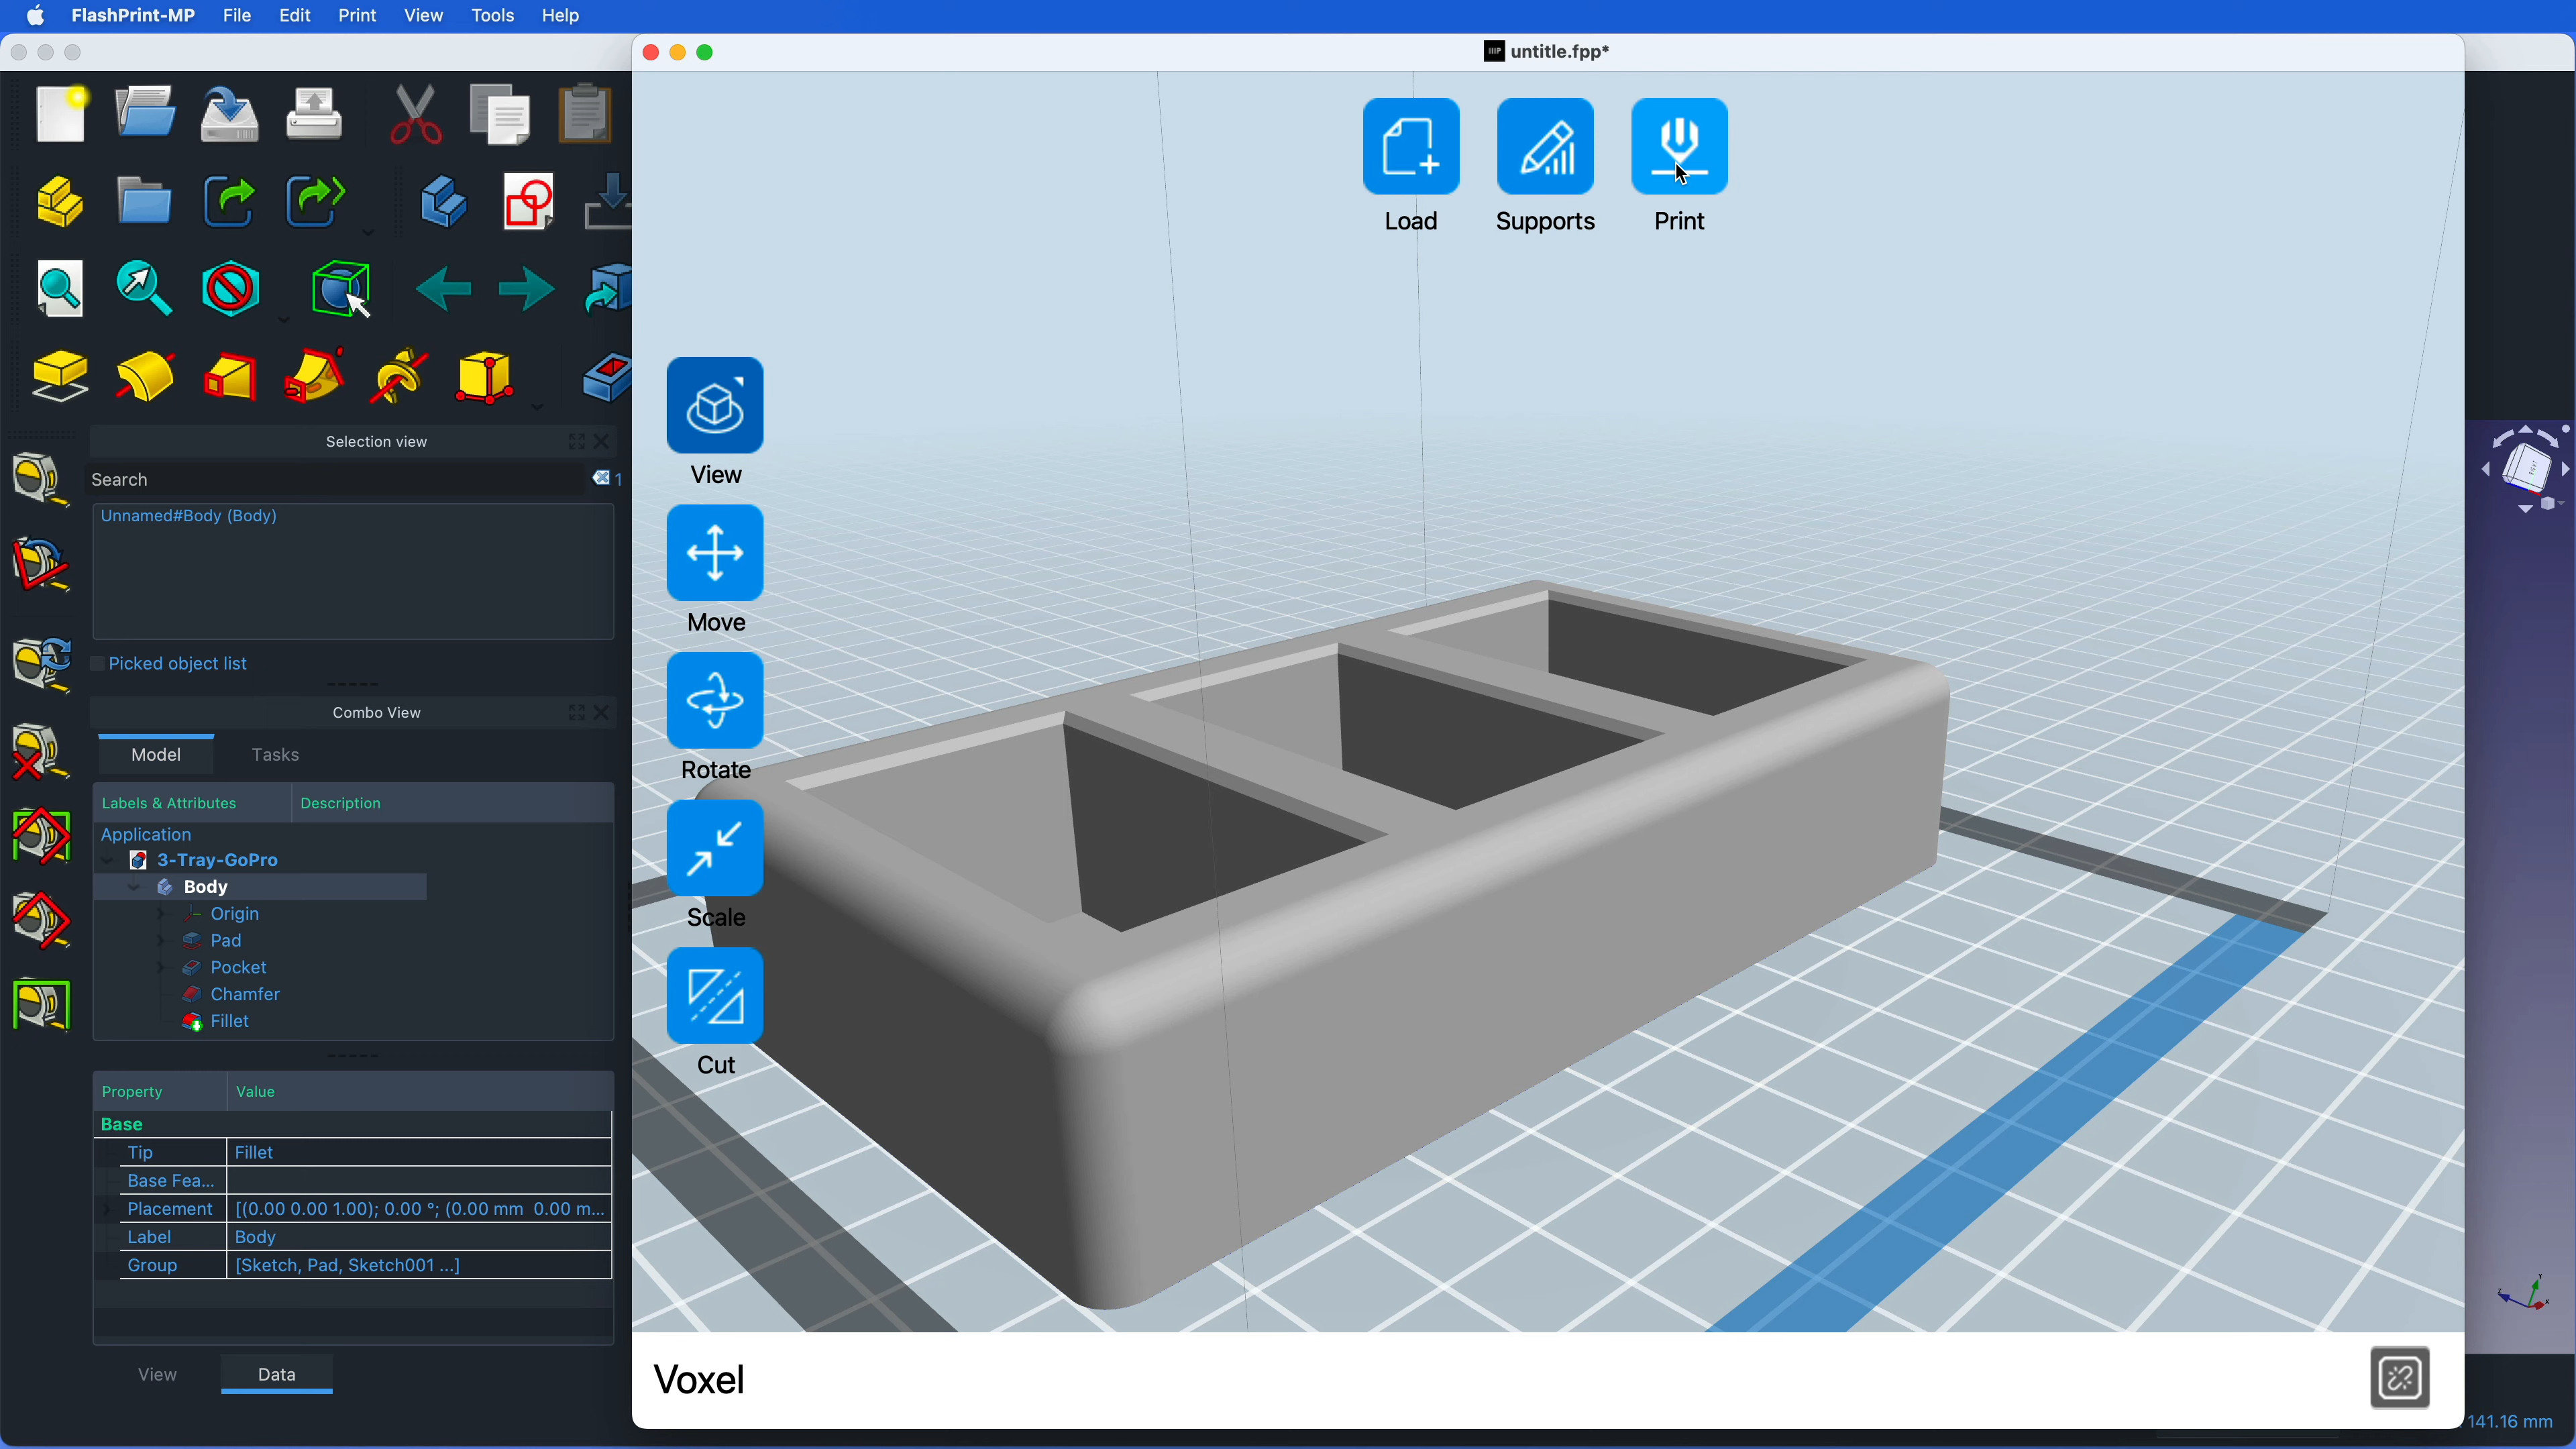 FlashPrint-MP File Edit Print View Tools Help
untitle.fpp*
Load Supports Print
View
Move
Rotate
Scale
Cut
Selection view
Search
1
Unnamed#Body (Body)
Picked object list
Combo View
Model Tasks
Labels & Attributes Description
Application
3-Tray-GoPro
Body
Origin
Pad
Pocket
Chamfer
Fillet
Property Value
Base
Tip Fillet
Base Fea...
Placement [(0.00 0.00 1.00); 0.00 °; (0.00 mm 0.00 m...
Label Body
Group [Sketch, Pad, Sketch001 ...]
View Data
Voxel
141.16 mm